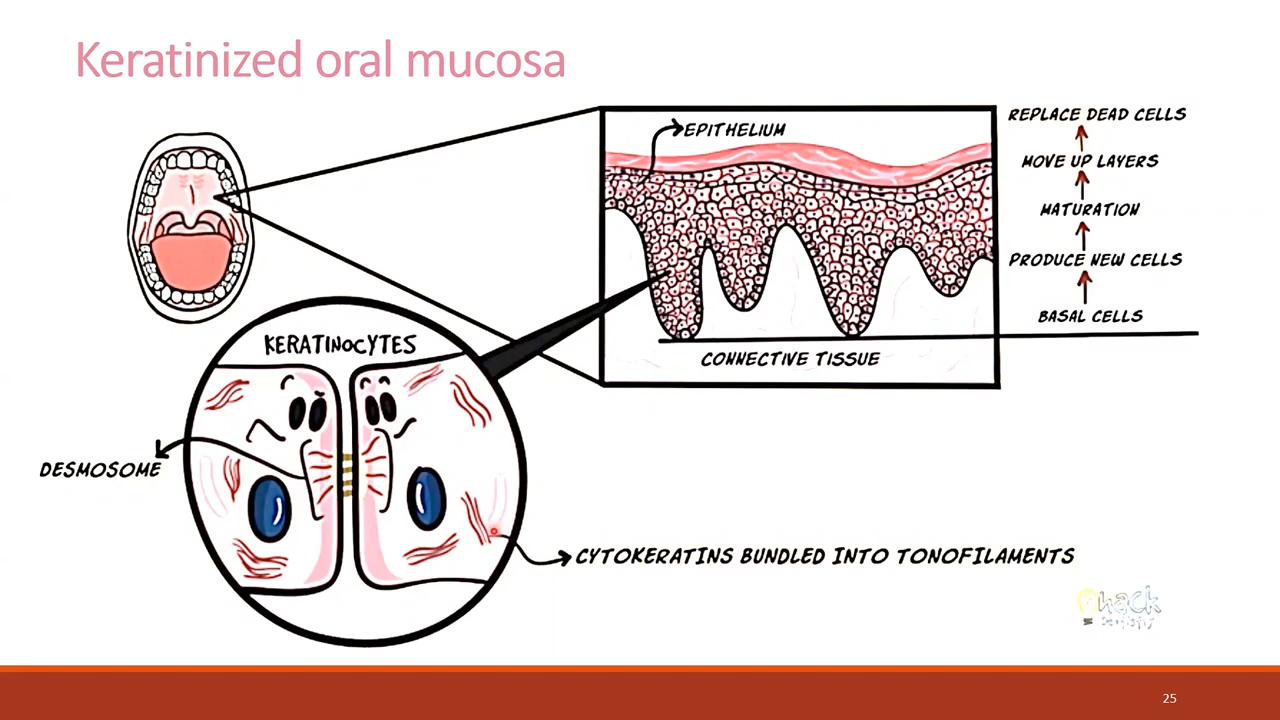 Keratinized oral mucosa
EPITHELIUM
REPLACE DEAD CELLS
MOVE UP LAYERS
MATURATION
PRODUCE NEW CELLS
BASAL CELLS
CONNECTIVE TISSUE
KERATINOCYTES
DESMOSOME
CYTOKERATINS BUNDLED INTO TONOFILAMENTS
hack
25